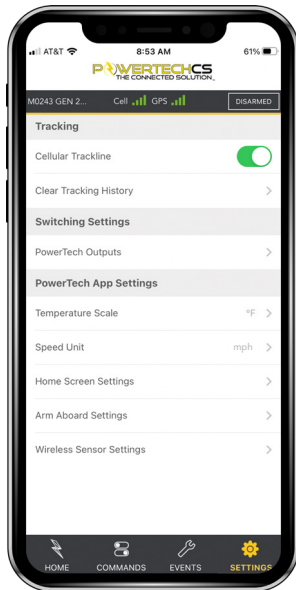 AT&T 8:53 AM 61%
POWERTECHCS
THE CONNECTED SOLUTION
M0243 GEN 2... Cell GPS DISARMED
Tracking
Cellular Trackline
Clear Tracking History
Switching Settings
PowerTech Outputs
PowerTech App Settings
Temperature Scale °F
Speed Unit mph
Home Screen Settings
Arm Aboard Settings
Wireless Sensor Settings
HOME COMMANDS EVENTS SETTINGS